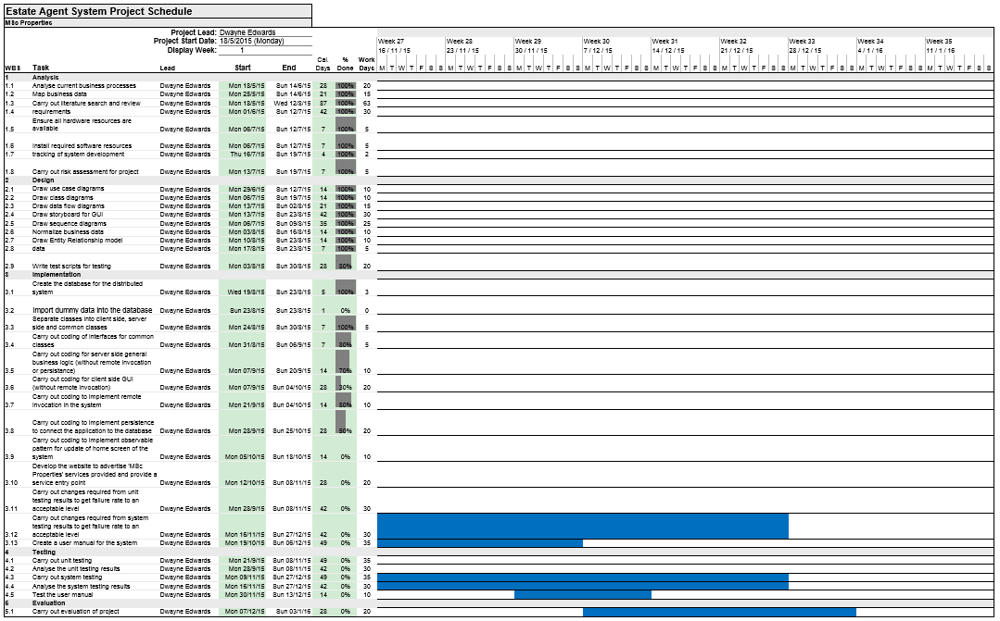 Estate Agent System Project Schedule
MSc Properties
Project Lead: Dwayne Edwards
Project Start Date: 18/5/2015 (Monday)
Display Week: 1
Week 27 Week 28 Week 29 Week 30 Week 31 Week 32 Week 33 Week 34 Week 35
16 / 11 / 15 23 / 11 / 15 30 / 11 / 15 7 / 12 / 15 14 / 12 / 15 21 / 12 / 15 28 / 12 / 15 4 / 1 / 16 11 / 1 / 16
WBS Task Lead Start End Cal. Days % Done Work Days M T W T F S S M T W T F S S M T W T F S S M T W T F S S M T W T F S S M T W T F S S M T W T F S S M T W T F S S M T W T F S S
1 Analysis
1.1 Analyse current business processes Dwayne Edwards Mon 18/5/15 Sun 14/6/15 28 100% 20
1.2 Map business data Dwayne Edwards Mon 25/5/15 Sun 14/6/15 21 100% 15
1.3 Carry out literature search and review Dwayne Edwards Mon 18/5/15 Wed 12/8/15 87 100% 63
1.4 requirements Dwayne Edwards Mon 01/6/15 Sun 12/7/15 42 100% 30
Ensure all hardware resources are
1.5 available Dwayne Edwards Mon 06/7/15 Sun 12/7/15 7 100% 5
1.6 Install required software resources Dwayne Edwards Mon 06/7/15 Sun 12/7/15 7 100% 5
1.7 tracking of system development Dwayne Edwards Thu 16/7/15 Sun 19/7/15 4 100% 2
1.8 Carry out risk assessment for project Dwayne Edwards Mon 13/7/15 Sun 19/7/15 7 100% 5
2 Design
2.1 Draw use case diagrams Dwayne Edwards Mon 29/6/15 Sun 12/7/15 14 100% 10
2.2 Draw class diagrams Dwayne Edwards Mon 06/7/15 Sun 19/7/15 14 100% 10
2.3 Draw data flow diagrams Dwayne Edwards Mon 13/7/15 Sun 02/8/15 21 100% 15
2.4 Draw storyboard for GUI Dwayne Edwards Mon 13/7/15 Sun 23/8/15 42 100% 30
2.5 Draw sequence diagrams Dwayne Edwards Mon 06/7/15 Sun 09/8/15 35 100% 25
2.6 Normalize business data Dwayne Edwards Mon 03/8/15 Sun 16/8/15 14 100% 10
2.7 Draw Entity Relationship model Dwayne Edwards Mon 10/8/15 Sun 23/8/15 14 100% 10
2.8 data Dwayne Edwards Mon 17/8/15 Sun 23/8/15 7 100% 5
2.9 Write test scripts for testing Dwayne Edwards Mon 03/8/15 Sun 30/8/15 28 80% 20
3 Implementation
Create the database for the distributed
3.1 system Dwayne Edwards Wed 19/8/15 Sun 23/8/15 5 100% 3
3.2 Import dummy data into the database Dwayne Edwards Sun 23/8/15 Sun 23/8/15 1 0% 0
Separate classes into client side, server
3.3 side and common classes Dwayne Edwards Mon 24/8/15 Sun 30/8/15 7 100% 5
Carry out coding of interfaces for common
3.4 classes Dwayne Edwards Mon 31/8/15 Sun 06/9/15 7 80% 5
Carry out coding for server side general
business logic (without remote invocation
3.5 or persistance) Dwayne Edwards Mon 07/9/15 Sun 20/9/15 14 70% 10
Carry out coding for client side GUI
3.6 (without remote invocation) Dwayne Edwards Mon 07/9/15 Sun 04/10/15 28 30% 20
Carry out coding to implement remote
3.7 invocation in the system Dwayne Edwards Mon 21/9/15 Sun 04/10/15 14 80% 10
Carry out coding to implement persistence
3.8 to connect the application to the database Dwayne Edwards Mon 28/9/15 Sun 25/10/15 28 50% 20
Carry out coding to implement observable
pattern for update of home screen of the
3.9 system Dwayne Edwards Mon 05/10/15 Sun 18/10/15 14 0% 10
Develop the website to advertise 'MSc
Properties' services provided and provide a
3.10 service entry point Dwayne Edwards Mon 12/10/15 Sun 08/11/15 28 0% 20
Carry out changes required from unit
testing results to get failure rate to an
3.11 acceptable level Dwayne Edwards Mon 28/9/15 Sun 08/11/15 42 0% 30
Carry out changes required from system
testing results to get failure rate to an
3.12 acceptable level Dwayne Edwards Mon 16/11/15 Sun 27/12/15 42 0% 30
3.13 Create a user manual for the system Dwayne Edwards Mon 19/10/15 Sun 06/12/15 49 0% 35
4 Testing
4.1 Carry out unit testing Dwayne Edwards Mon 21/9/15 Sun 08/11/15 49 0% 35
4.2 Analyse the unit testing results Dwayne Edwards Mon 28/9/15 Sun 08/11/15 42 0% 30
4.3 Carry out system testing Dwayne Edwards Mon 09/11/15 Sun 27/12/15 49 0% 35
4.4 Analyse the system testing results Dwayne Edwards Mon 16/11/15 Sun 27/12/15 42 0% 30
4.5 Test the user manual Dwayne Edwards Mon 30/11/15 Sun 13/12/15 14 0% 10
5 Evaluation
5.1 Carry out evaluation of project Dwayne Edwards Mon 07/12/15 Sun 03/1/16 28 0% 20